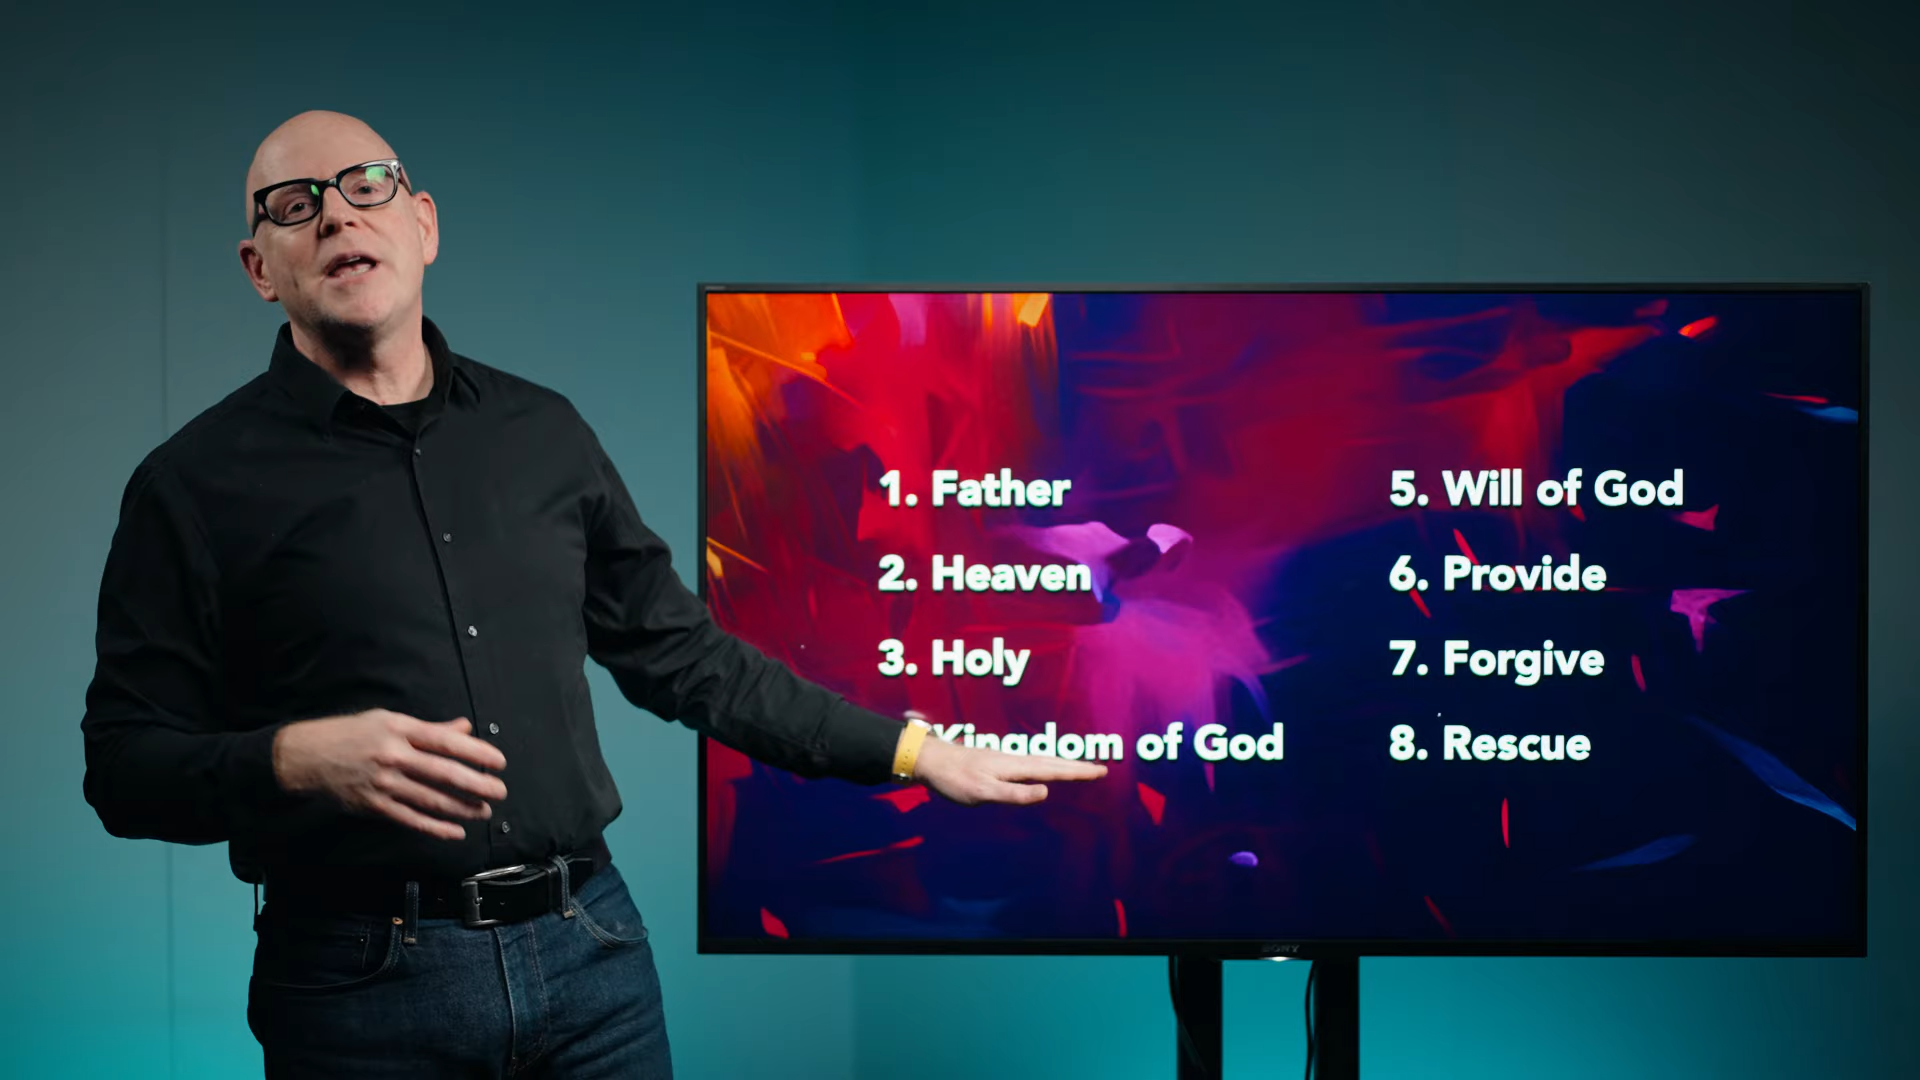 1. Father
2. Heaven
3. Holy
Kingdom of God
5. Will of God
6. Provide
7. Forgive
8. Rescue
SONY